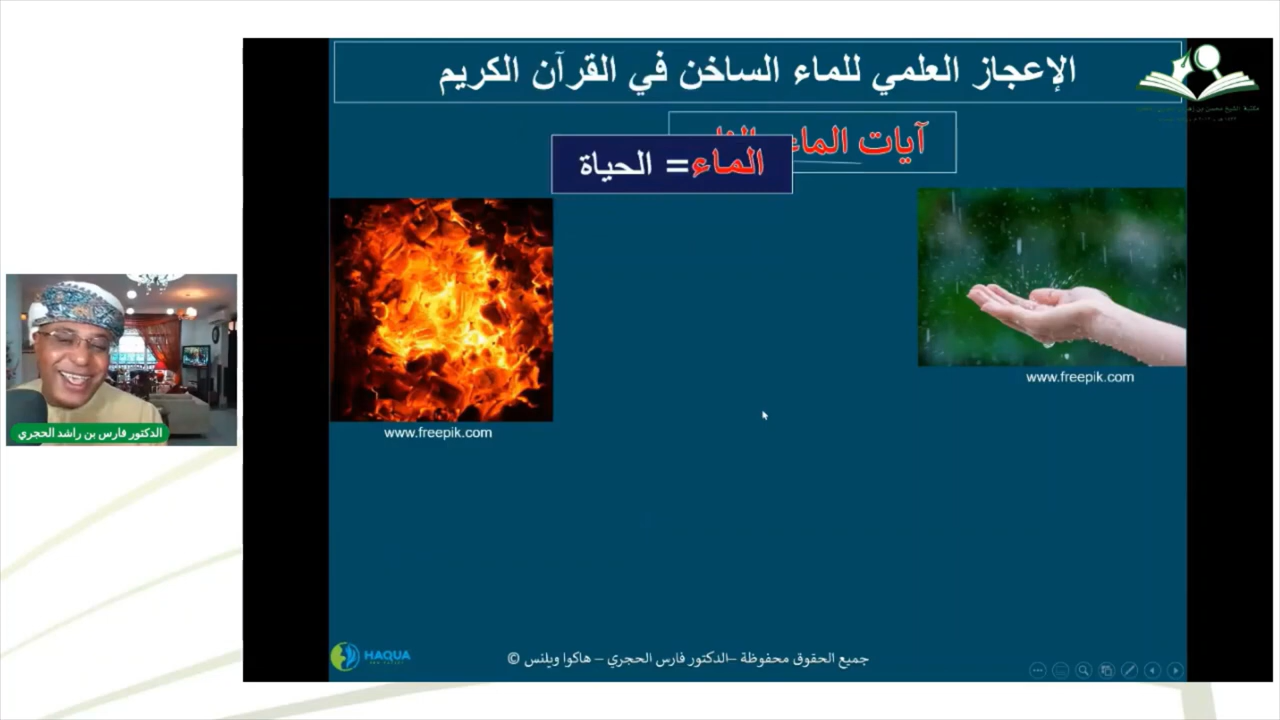 الإعجاز العلمي للماء الساخن في القرآن الكريم
آيات الماء
الماء= الحياة
www.freepik.com
www.freepik.com
الدكتور فارس بن راشد الحجري
HAQUA
جميع الحقوق محفوظة –الدكتور فارس الحجري – هاكوا ويلنس ©